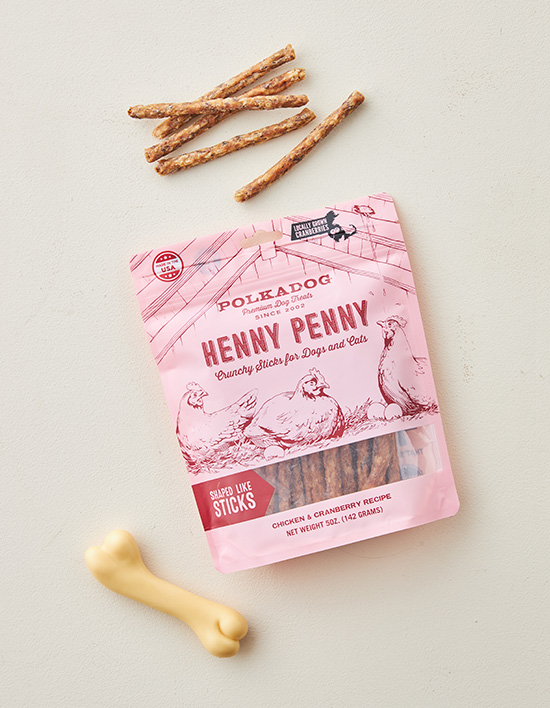 LOCALLY GROWN
CRANBERRIES
MADE IN THE
USA
POLKADOG
Premium Dog Treats
SINCE 2002
HENNY PENNY
Crunchy Sticks for Dogs and Cats
SHAPED LIKE
STICKS
CHICKEN & CRANBERRY RECIPE
NET WEIGHT 5OZ. (142 GRAMS)